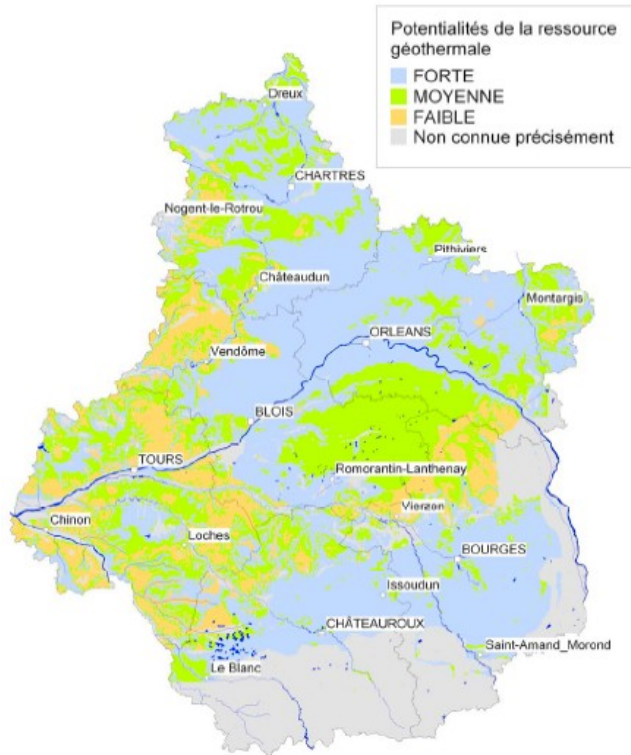 Potentialités de la ressource
géothermale
FORTE
MOYENNE
FAIBLE
Non connue précisément
Dreux
CHARTRES
Nogent-le-Rotrou
Pithiviers
Châteaudun
Montargis
ORLEANS
Vendôme
BLOIS
TOURS
Romorantin-Lanthenay
Vierzon
Chinon
Loches
BOURGES
Issoudun
CHÂTEAUROUX
Saint-Amand_Morond
Le Blanc